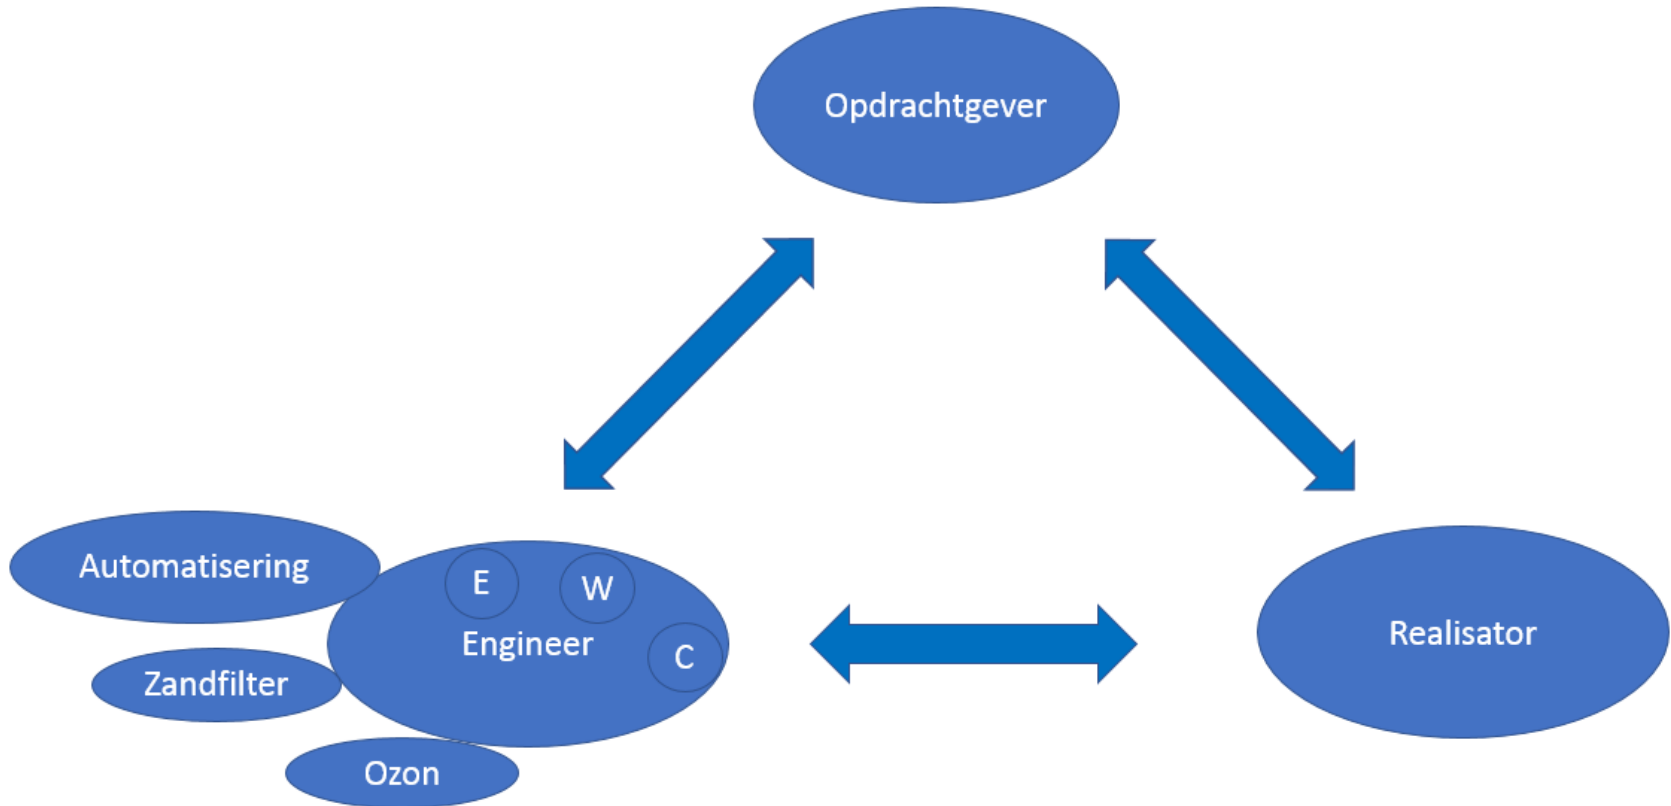 Opdrachtgever
Automatisering
E
W
Engineer
C
Realisator
Zandfilter
Ozon